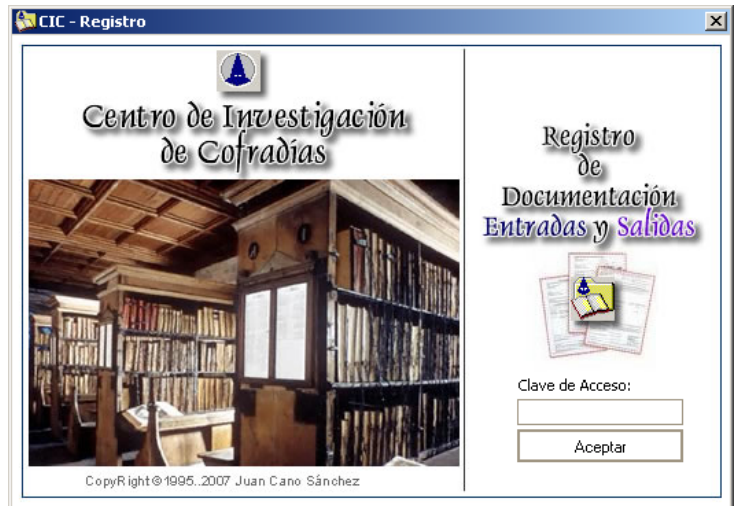 CIC - Registro
Centro de Investigación
de Cofradías
CopyRight©1995..2007 Juan Cano Sánchez
Registro
de
Documentación
Entradas y Salidas
Clave de Acceso:
Aceptar